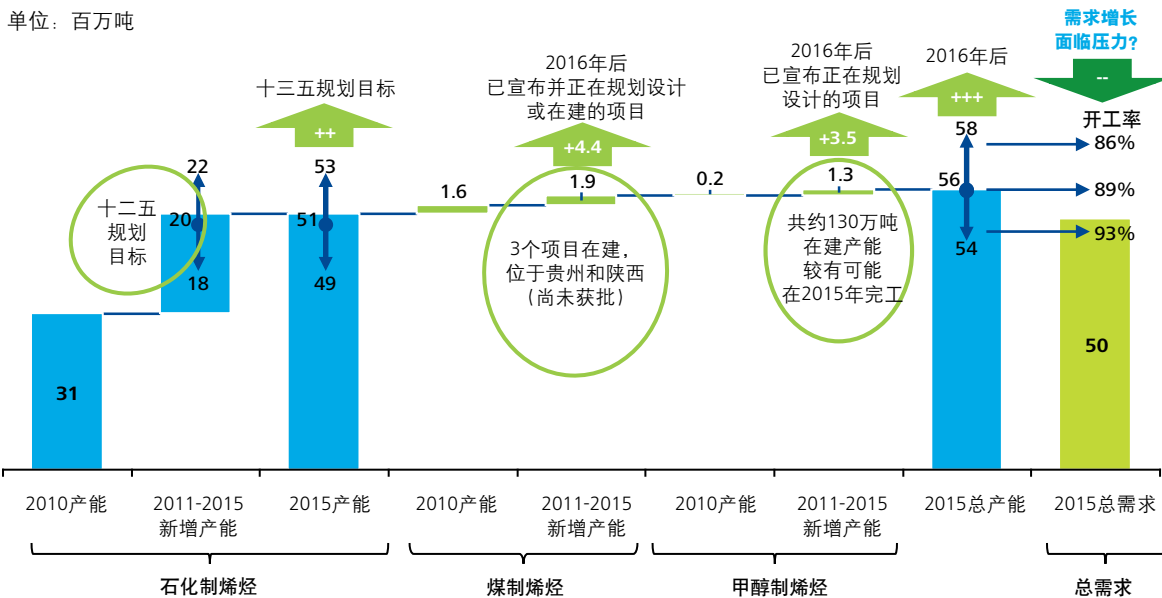 单位：百万吨
需求增长
面临压力?
--
开工率
86%
89%
93%
十三五规划目标
++
2016年后
已宣布并正在规划设计
或在建的项目
+4.4
2016年后
已宣布正在规划
设计的项目
+3.5
2016年后
+++
十二五
规划
目标
22
20
18
53
51
49
31
1.6
1.9
3个项目在建，
位于贵州和陕西
（尚未获批）
0.2
1.3
共约130万吨
在建产能
较有可能
在2015年完工
58
56
54
50
2010产能
2011-2015
新增产能
2015产能
2010产能
2011-2015
新增产能
2010产能
2011-2015
新增产能
2015总产能
2015总需求
石化制烯烃
煤制烯烃
甲醇制烯烃
总需求